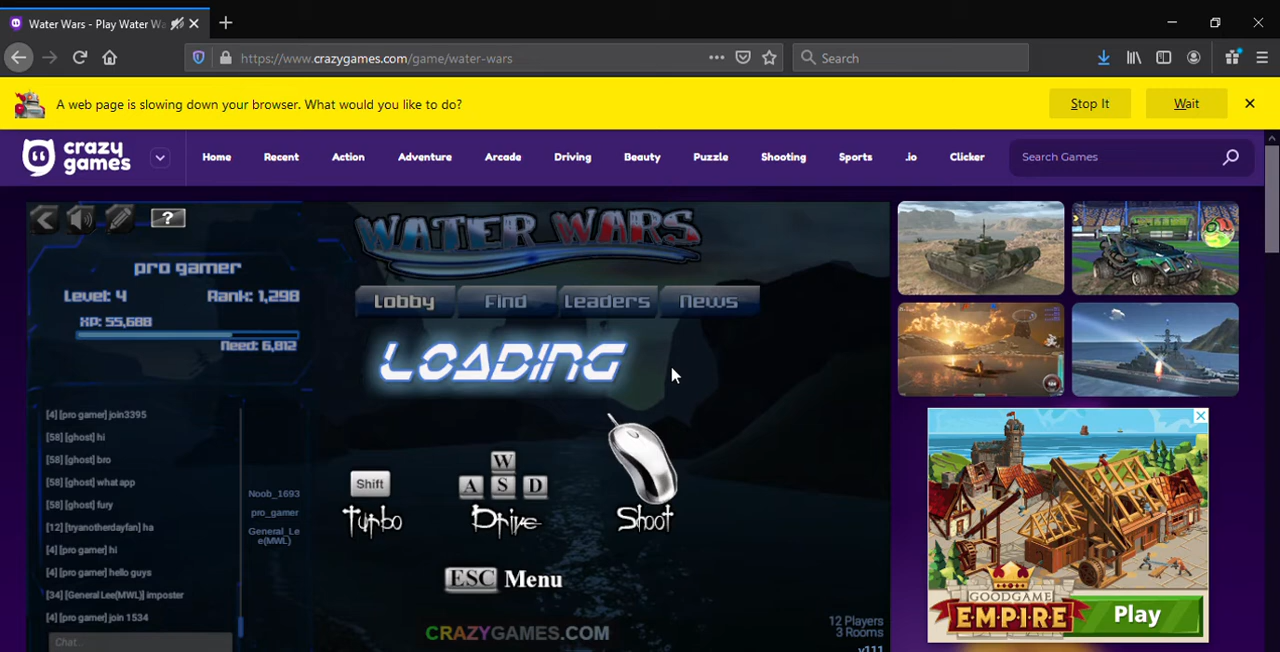 Water Wars - Play Water Wa
https://www.crazygames.com/game/water-wars
Search
A web page is slowing down your browser. What would you like to do?
Stop It
Wait
crazy games
Home
Recent
Action
Adventure
Arcade
Driving
Beauty
Puzzle
Shooting
Sports
.io
Clicker
Search Games
?
WATER WARS
pro gamer
Level: 4
Rank: 1,298
XP: 55,688
Need: 6,812
Lobby
Find
Leaders
News
LOADING
[4] [pro gamer] join3395
[58] [ghost] hi
[58] [ghost] bro
[58] [ghost] what app
[58] [ghost] fury
[12] [tryanotherdayfan] ha
[4] [pro gamer] hi
[4] [pro gamer] hello guys
[34] [General Lee(MWL)] imposter
[4] [pro gamer] join 1534
Chat...
Noob_1693
pro_gamer
General_Le
e(MWL)
Shift
Turbo
W
A S D
Drive
Shoot
ESC Menu
CRAZYGAMES.COM
12 Players
3 Rooms
v111
GOODGAME
EMPIRE
Play